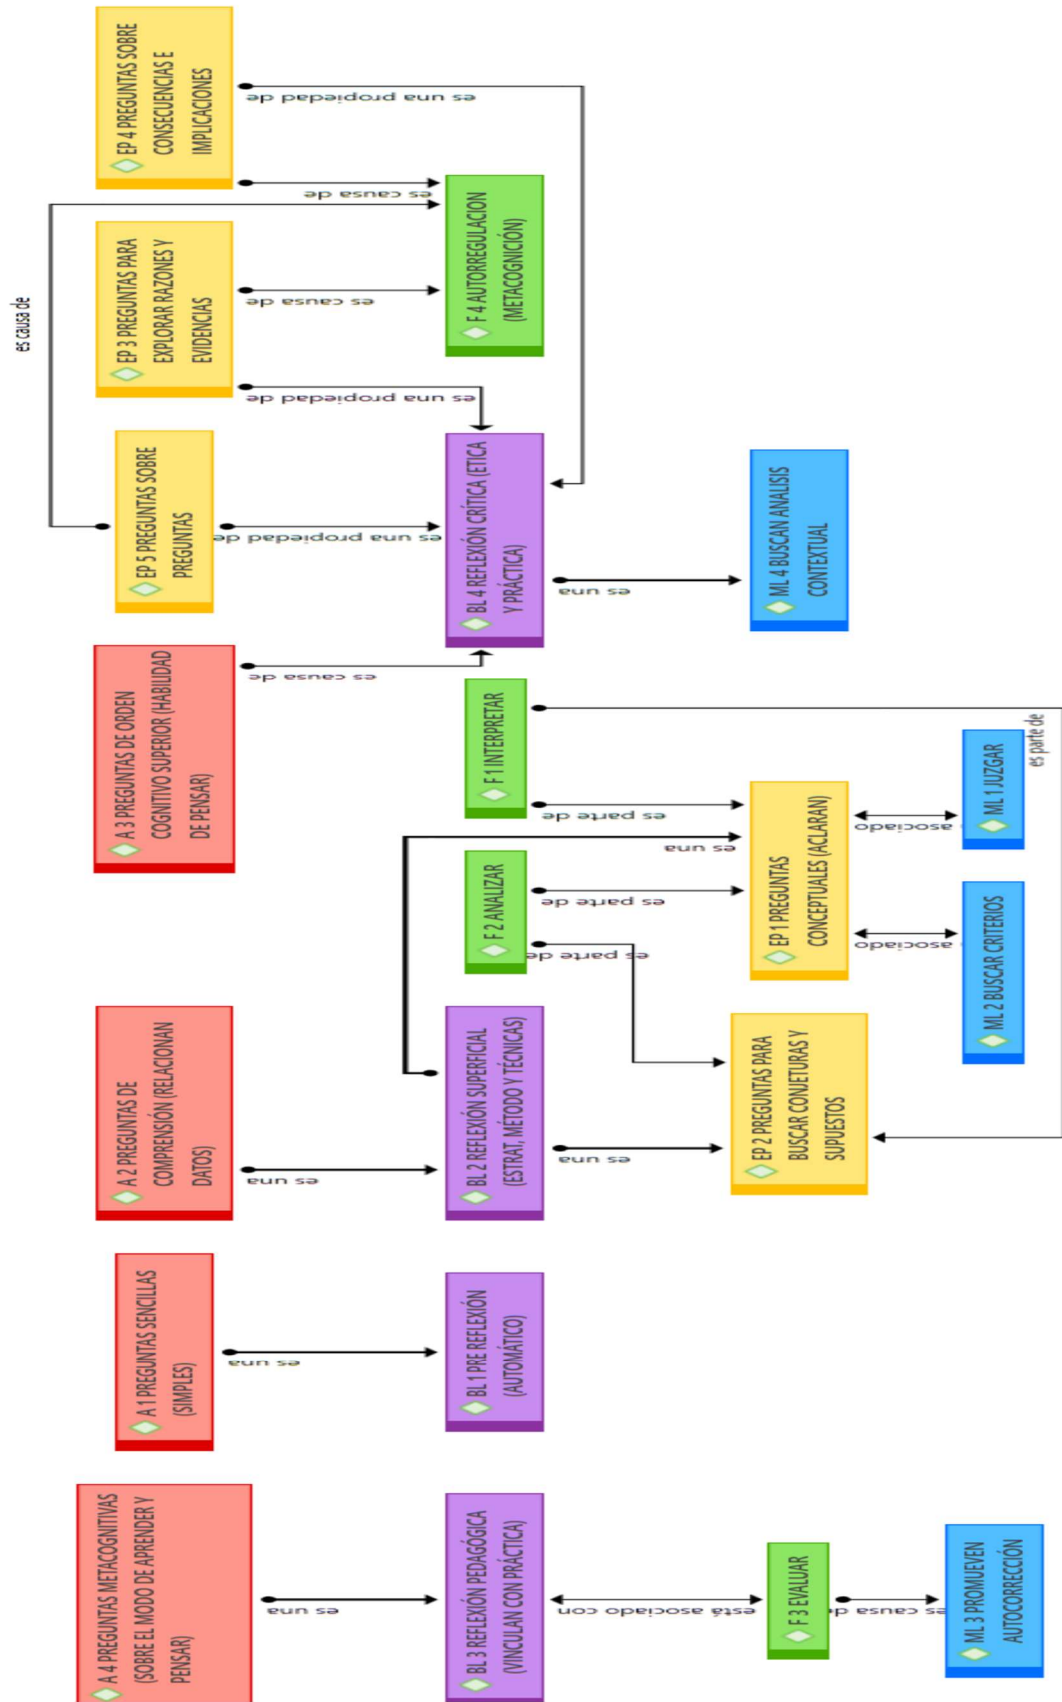 A 4 PREGUNTAS METACOGNITIVAS
(SOBRE EL MODO DE APRENDER Y
PENSAR)
es una
BL 3 REFLEXIÓN PEDAGÓGICA
(VINCULAN CON PRÁCTICA)
está asociado con
F 3 EVALUAR
es causa de
ML 3 PROMUEVEN
AUTOCORRECCIÓN
A 1 PREGUNTAS SENCILLAS
(SIMPLES)
es una
BL 1 PRE REFLEXIÓN
(AUTOMÁTICO)
A 2 PREGUNTAS DE
COMPRENSIÓN (RELACIONAN
DATOS)
es una
BL 2 REFLEXIÓN SUPERFICIAL
(ESTRAT, MÉTODO Y TÉCNICAS)
es una
es una
EP 2 PREGUNTAS PARA
BUSCAR CONJETURAS Y
SUPUESTOS
F 2 ANALIZAR
es parte de
es parte de
F 1 INTERPRETAR
es parte de
es parte de
EP 1 PREGUNTAS
CONCEPTUALES (ACLARAN)
asociado
asociado
ML 2 BUSCAR CRITERIOS
ML 1 JUZGAR
A 3 PREGUNTAS DE ORDEN
COGNITIVO SUPERIOR (HABILIDAD
DE PENSAR)
es causa de
EP 5 PREGUNTAS SOBRE
PREGUNTAS
es una propiedad de
es causa de
BL 4 REFLEXIÓN CRÍTICA (ETICA
Y PRÁCTICA)
es una
ML 4 BUSCAN ANALISIS
CONTEXTUAL
EP 3 PREGUNTAS PARA
EXPLORAR RAZONES Y
EVIDENCIAS
es una propiedad de
es causa de
EP 4 PREGUNTAS SOBRE
CONSECUENCIAS E
IMPLICACIONES
es causa de
es una propiedad de
F 4 AUTORREGULACION
(METACOGNICIÓN)